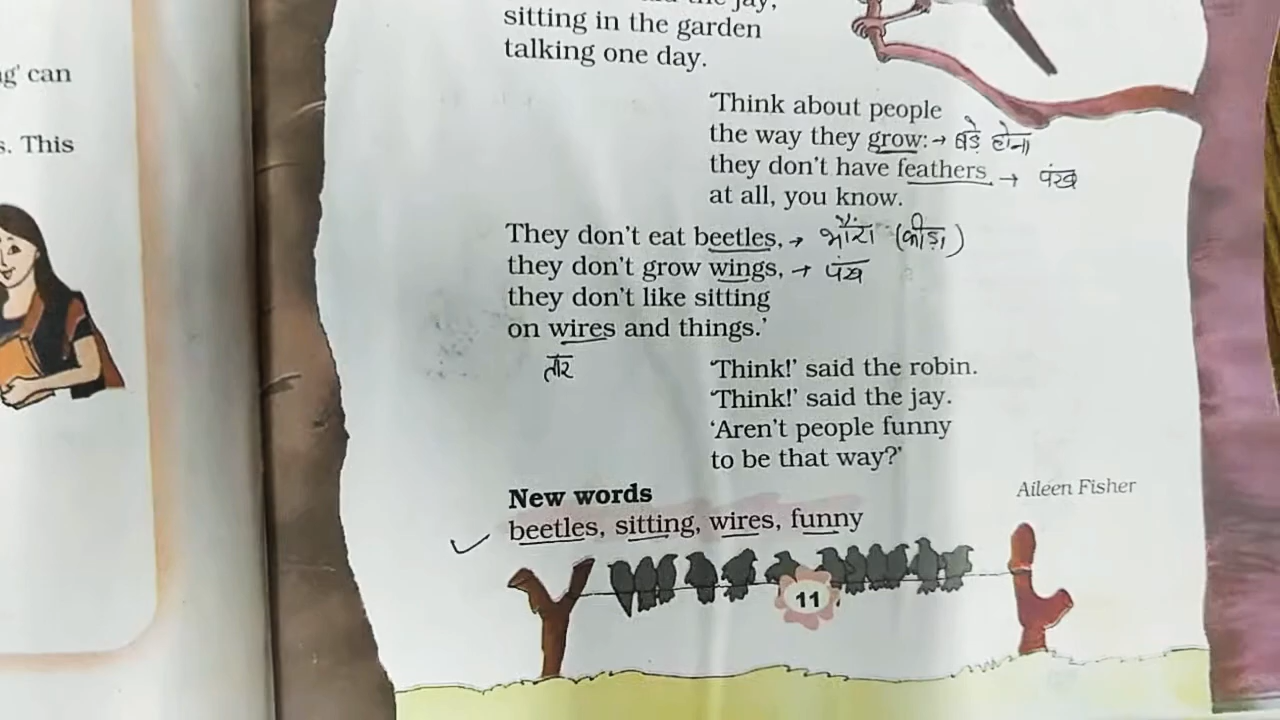 g' can
s. This
the jay,
sitting in the garden
talking one day.
'Think about people
the way they grow: → बड़े होना
they don't have feathers → पंख
at all, you know.
They don't eat beetles, → भौंरा (कीड़ा)
they don't grow wings, → पंख
they don't like sitting
on wires and things.'
तार
'Think!' said the robin.
'Think!' said the jay.
'Aren't people funny
to be that way?'
Aileen Fisher
New words
beetles, sitting, wires, funny
11